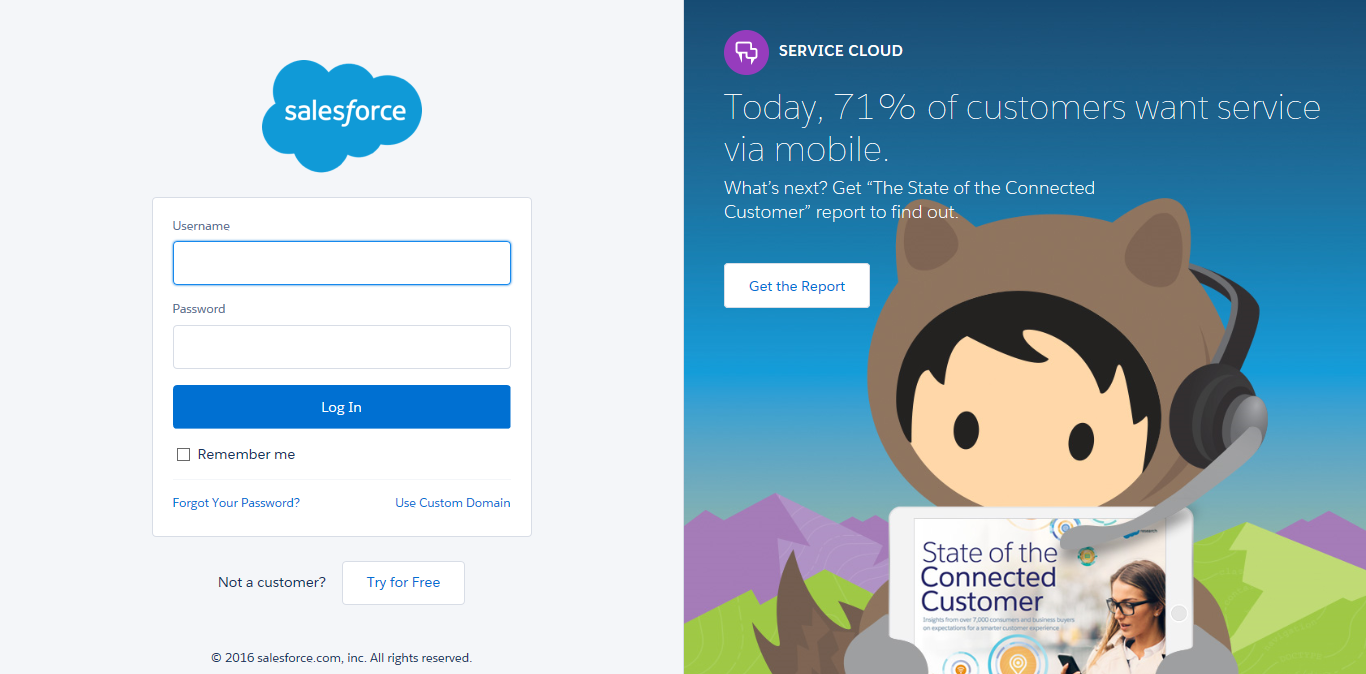 salesforce
Username
Password
Log In
Remember me
Forgot Your Password?
Use Custom Domain
Not a customer?
Try for Free
© 2016 salesforce.com, inc. All rights reserved.
SERVICE CLOUD
Today, 71% of customers want service
via mobile.
What’s next? Get “The State of the Connected
Customer” report to find out.
Get the Report
State of the
Connected
Customer
Insights from over 7,000 consumers and business buyers
on expectations for a smarter customer experience